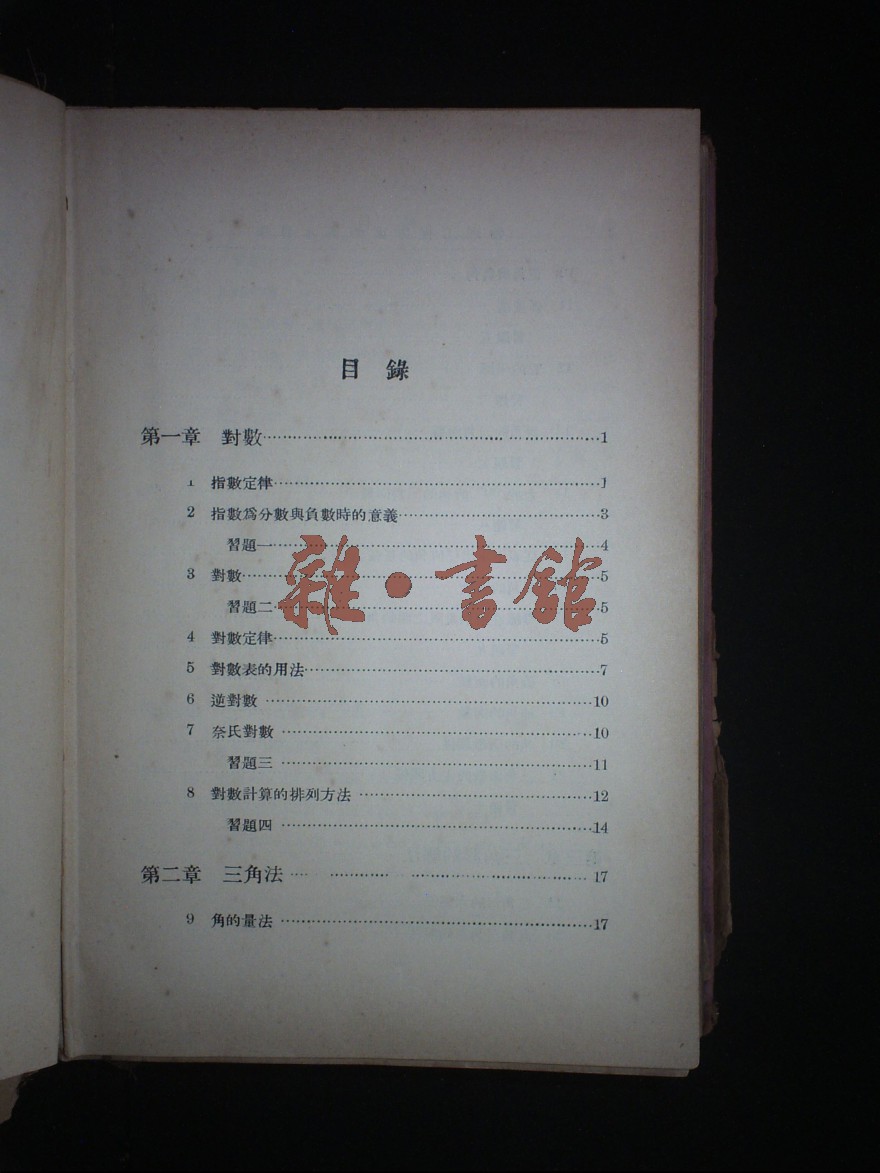 目錄
第一章 對數……1
1 指數定律……1
2 指數爲分數與負數時的意義……3
習題一……4
3 對數……5
習題二……5
4 對數定律……5
5 對數表的用法……7
6 逆對數……10
7 奈氏對數……10
習題三……11
8 對數計算的排列方法……12
習題四……14
第二章 三角法……17
9 角的量法……17
雜·書館